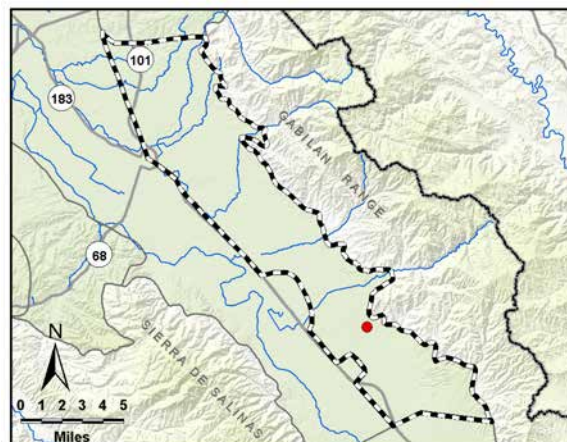 101
183
GABILAN RANGE
68
SIERRA DE SALINAS
N
0 1 2 3 4 5
Miles